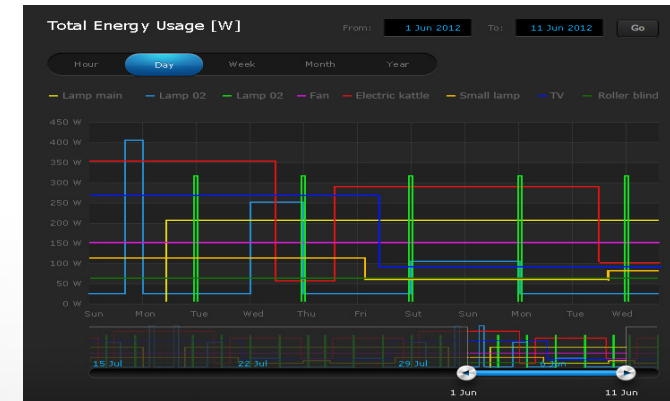 Total Energy Usage [W] From: 1 Jun 2012 To: 11 Jun 2012 Go
Hour Day Week Month Year
Lamp main Lamp 02 Lamp 02 Fan Electric kattle Small lamp TV Roller blind
450 W
400 W
350 W
300 W
250 W
200 W
150 W
100 W
50 W
0 W
Sun Mon Tue Wed Thu Fri Sut Sun Mon Tue Wed
15 Jul 22 Jul 29 Jul
1 Jun 11 Jun